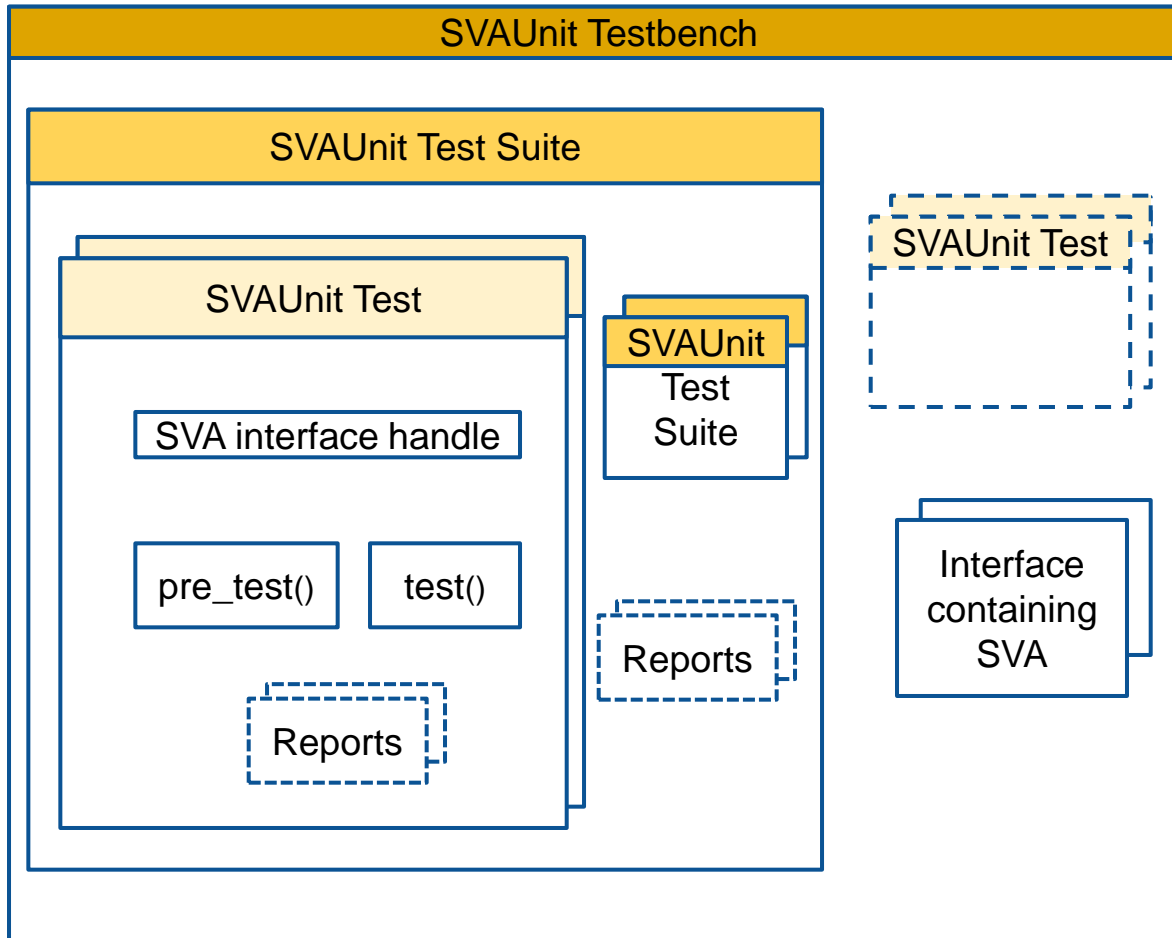 SVAUnit Testbench
SVAUnit Test Suite
SVAUnit Test
SVA interface handle
pre_test()
test()
Reports
SVAUnit
Test
Suite
Reports
SVAUnit Test
Interface
containing
SVA